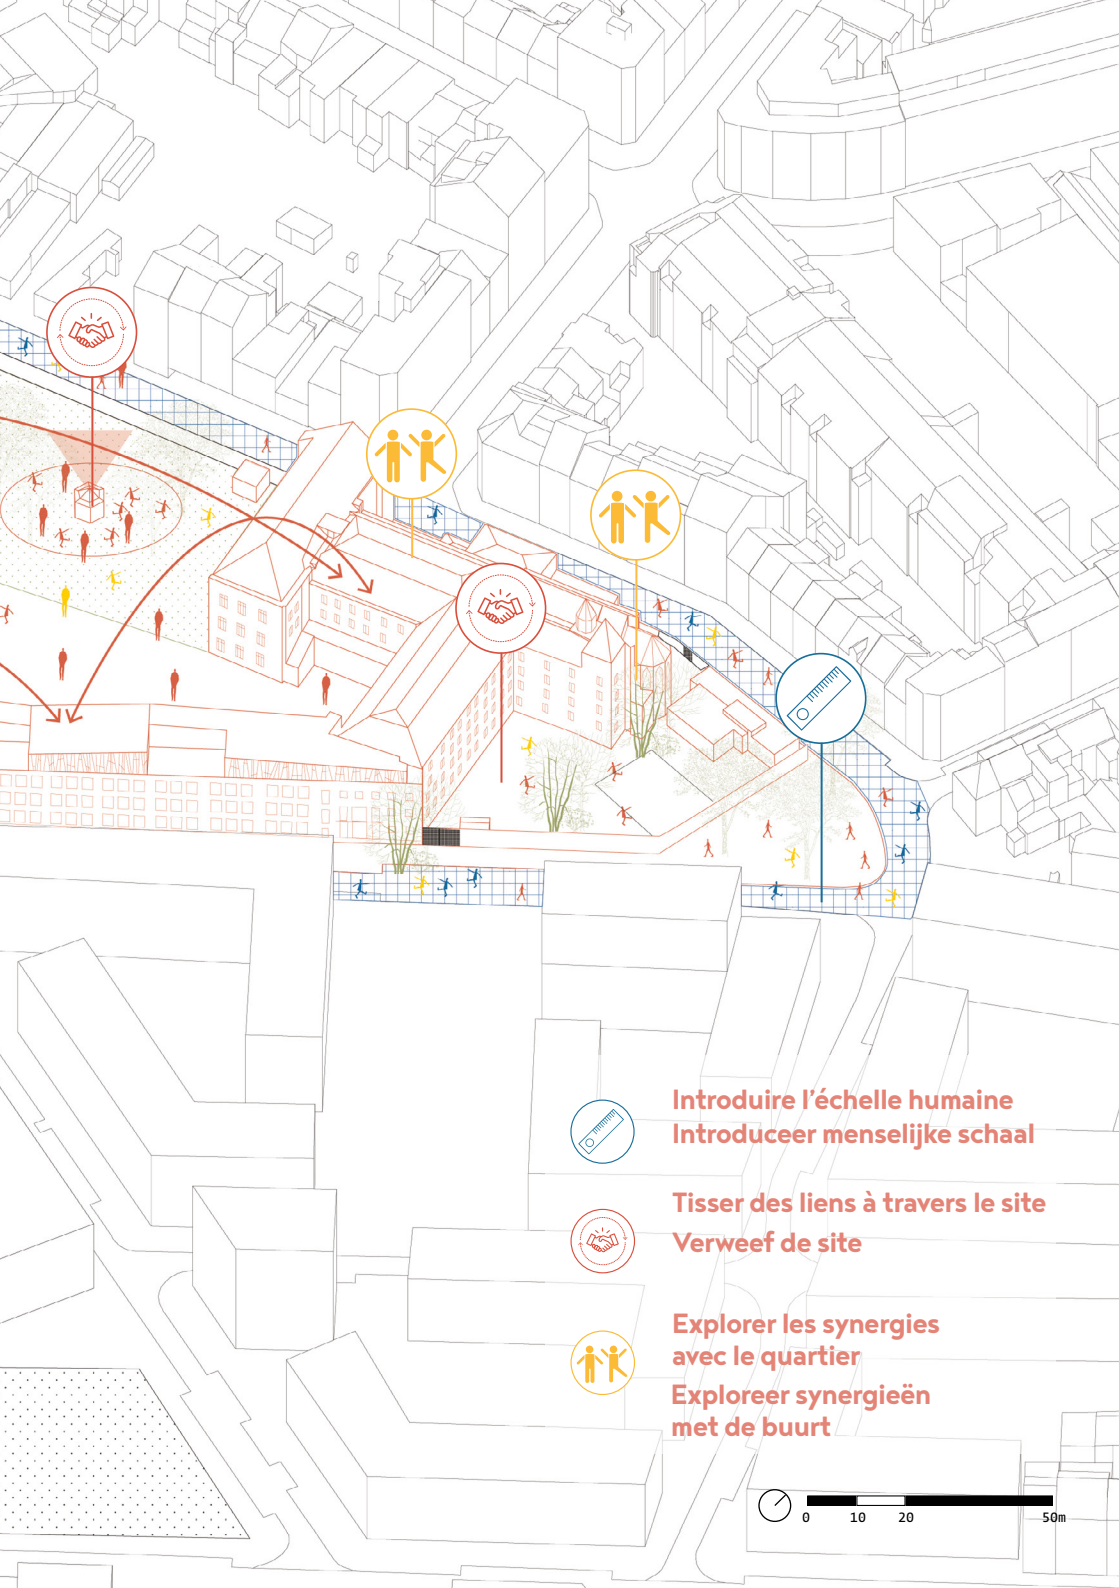 Introduire l’échelle humaine
Introduceer menselijke schaal
Tisser des liens à travers le site
Verweef de site
Explorer les synergies
avec le quartier
Exploreer synergieën
met de buurt
0 10 20 50m